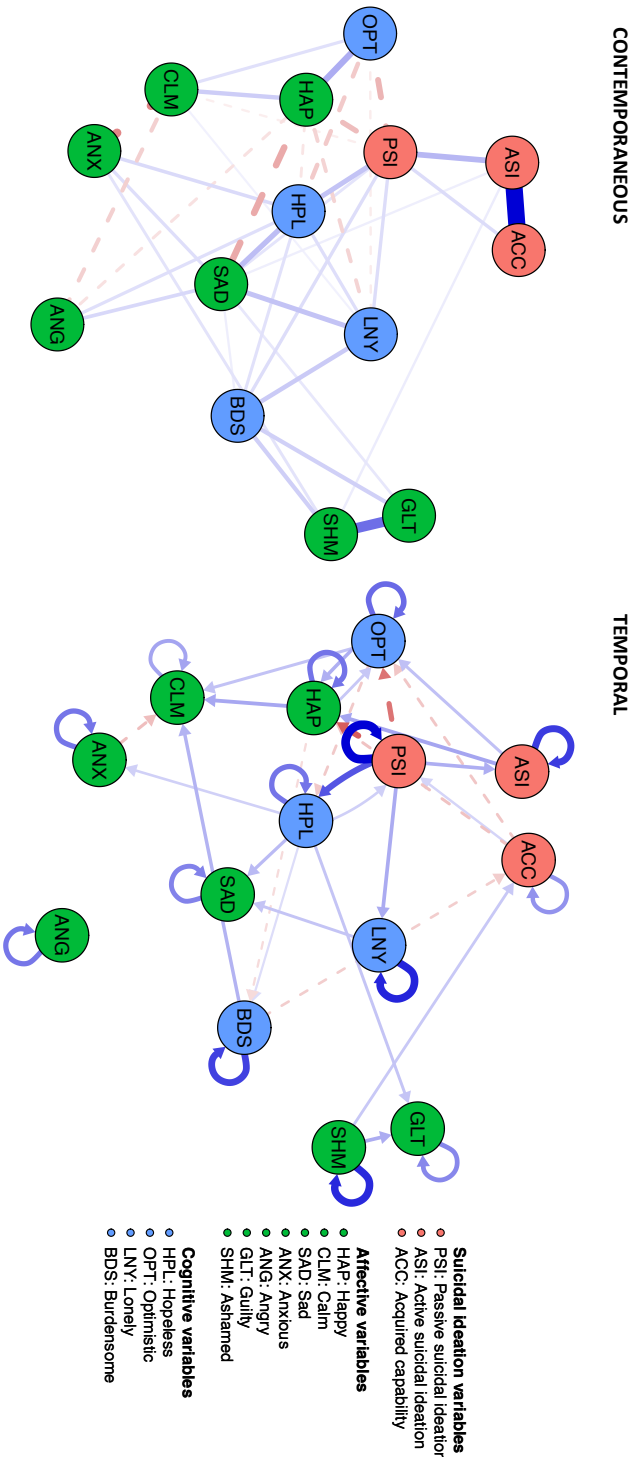 CONTEMPORANEOUS
OPT
CLM
HAP
ANX
PSI
ASI
HPL
ACC
SAD
ANG
LNY
BDS
GLT
SHM
TEMPORAL
OPT
CLM
HAP
ANX
PSI
ASI
HPL
ACC
SAD
ANG
LNY
BDS
GLT
SHM
Suicidal ideation variables
PSI: Passive suicidal ideation
ASI: Active suicidal ideation
ACC: Acquired capability
Affective variables
HAP: Happy
CLM: Calm
SAD: Sad
ANX: Anxious
ANG: Angry
GLT: Guilty
SHM: Ashamed
Cognitive variables
HPL: Hopeless
OPT: Optimistic
LNY: Lonely
BDS: Burdensome